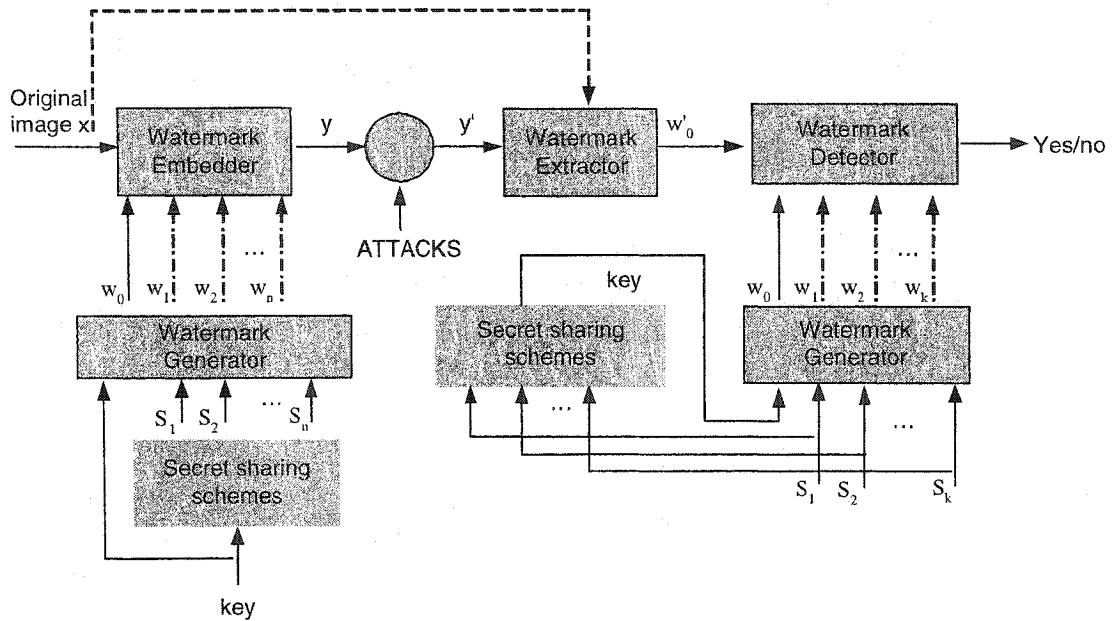 Original
image x
Watermark
Embedder
y
y'
Watermark
Extractor
w'₀
Watermark
Detector
Yes/no
ATTACKS
w₀ w₁ w₂ ... wₙ
Watermark
Generator
S₁ S₂ ... Sₙ
Secret sharing
schemes
key
key
Secret sharing
schemes
...
w₀ w₁ w₂ ... wₖ
Watermark
Generator
...
S₁ S₂ Sₖ